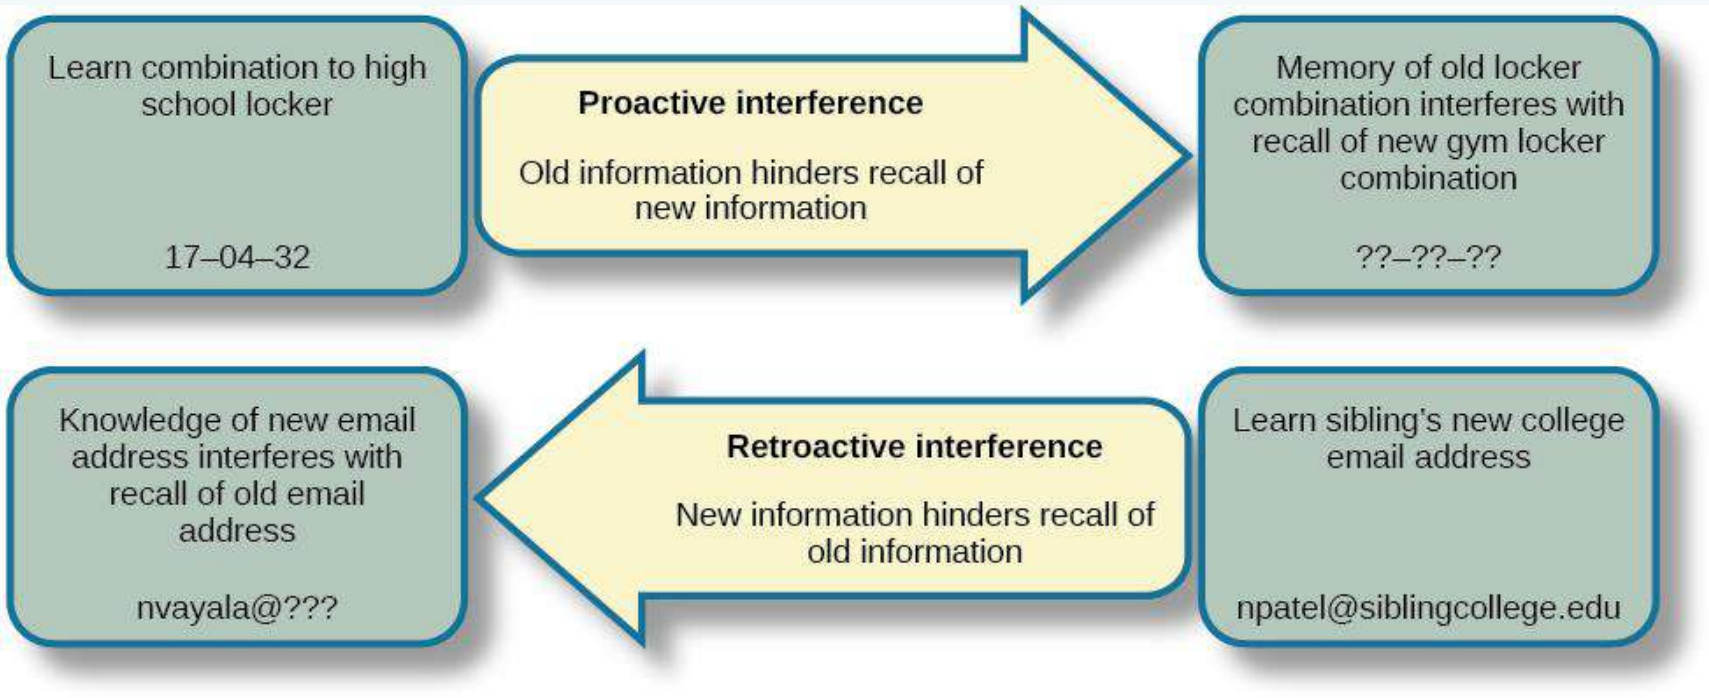 Learn combination to high
school locker
17–04–32
Proactive interference
Old information hinders recall of
new information
Memory of old locker
combination interferes with
recall of new gym locker
combination
??–??–??
Knowledge of new email
address interferes with
recall of old email
address
nvayala@???
Retroactive interference
New information hinders recall of
old information
Learn sibling’s new college
email address
npatel@siblingcollege.edu